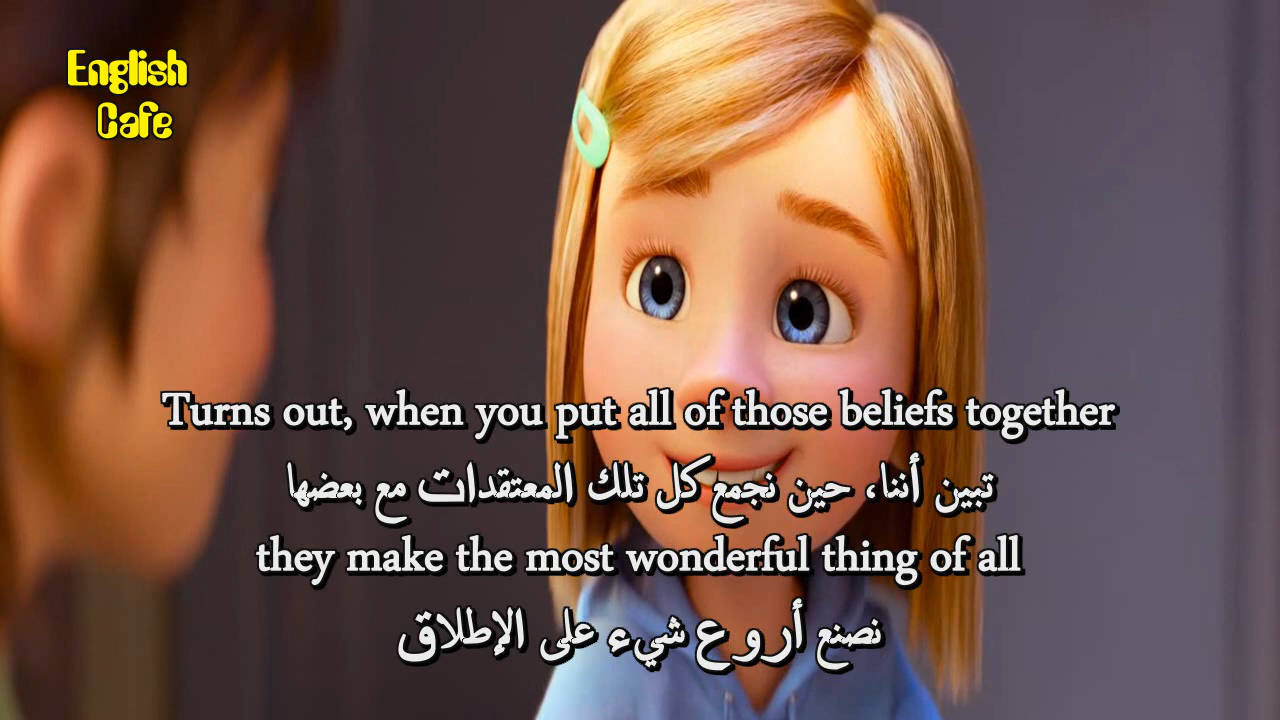 English
Cafe
Turns out, when you put all of those beliefs together
تبين أننا، حين نجمع كل تلك المعتقدات مع بعضها
they make the most wonderful thing of all
نصنع أروع شيء على الإطلاق